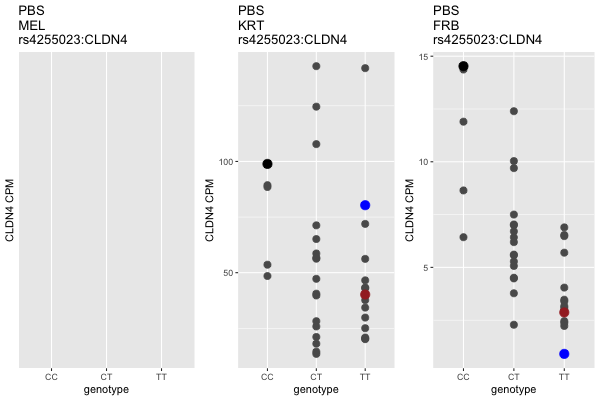 PBS
MEL
rs4255023:CLDN4
CLDN4 CPM
CC CT TT
genotype
PBS
KRT
rs4255023:CLDN4
CLDN4 CPM
100
50
CC CT TT
genotype
PBS
FRB
rs4255023:CLDN4
CLDN4 CPM
15
10
5
CC CT TT
genotype